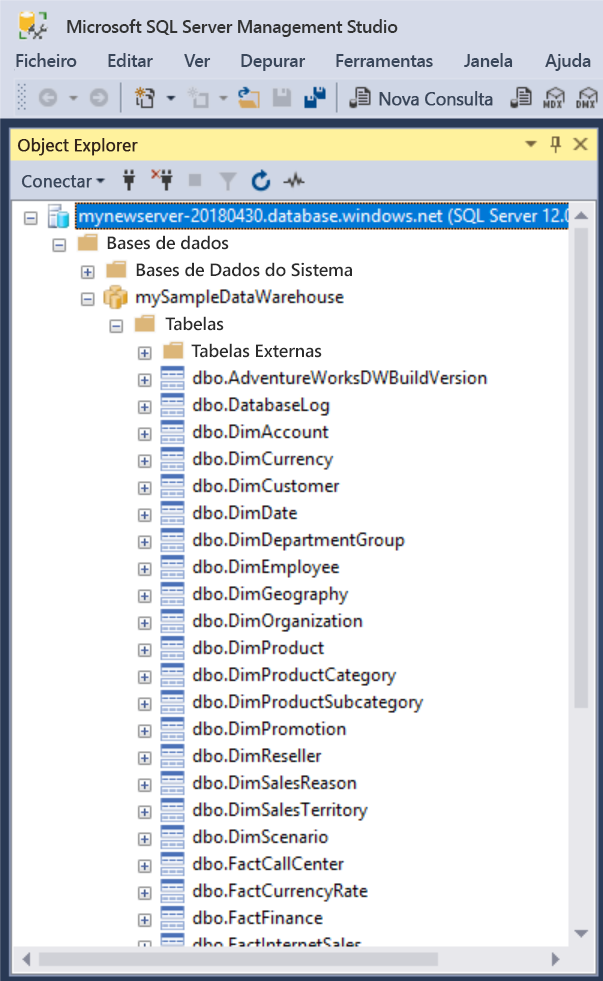 Microsoft SQL Server Management Studio
Ficheiro Editar Ver Depurar Ferramentas Janela Ajuda
Nova Consulta MDX DMX
Object Explorer
Conectar
mynewserver-20180430.database.windows.net (SQL Server 12.0
Bases de dados
Bases de Dados do Sistema
mySampleDataWarehouse
Tabelas
Tabelas Externas
dbo.AdventureWorksDWBuildVersion
dbo.DatabaseLog
dbo.DimAccount
dbo.DimCurrency
dbo.DimCustomer
dbo.DimDate
dbo.DimDepartmentGroup
dbo.DimEmployee
dbo.DimGeography
dbo.DimOrganization
dbo.DimProduct
dbo.DimProductCategory
dbo.DimProductSubcategory
dbo.DimPromotion
dbo.DimReseller
dbo.DimSalesReason
dbo.DimSalesTerritory
dbo.DimScenario
dbo.FactCallCenter
dbo.FactCurrencyRate
dbo.FactFinance
dbo.FactInternetSales